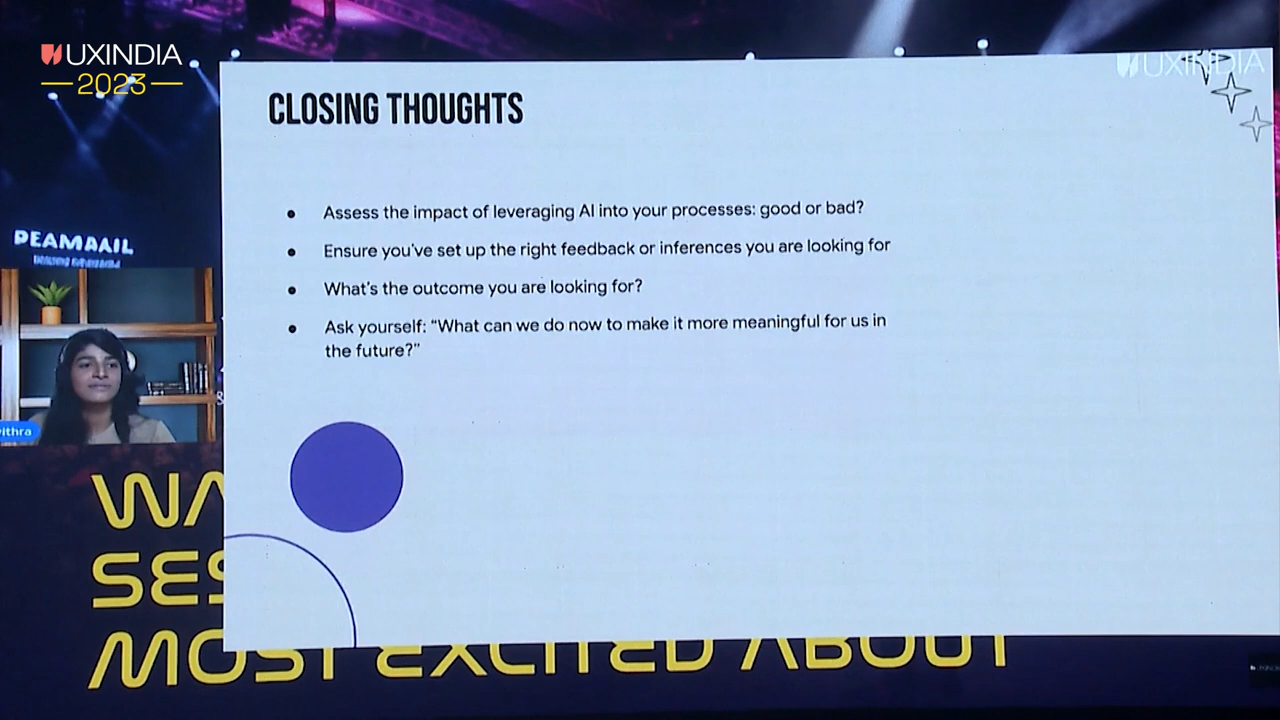 UXINDIA
2023
UXINDIA
CLOSING THOUGHTS
• Assess the impact of leveraging AI into your processes: good or bad?
• Ensure you've set up the right feedback or inferences you are looking for
• What's the outcome you are looking for?
• Ask yourself: “What can we do now to make it more meaningful for us in
the future?”
ithra
WA
SES
MOST EXCITED ABOUT